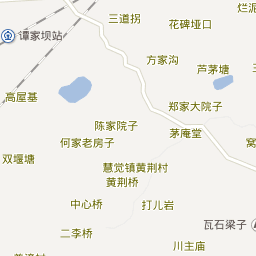 三道拐
花碑垭口
烂泥
谭家坝站
方家沟
芦茅塘
高屋基
郑家大院子
陈家院子
茅庵堂
何家老房子
窝
双堰塘
慧觉镇黄荆村
黄荆桥
中心桥
打儿岩
瓦石梁子
二李桥
川主庙